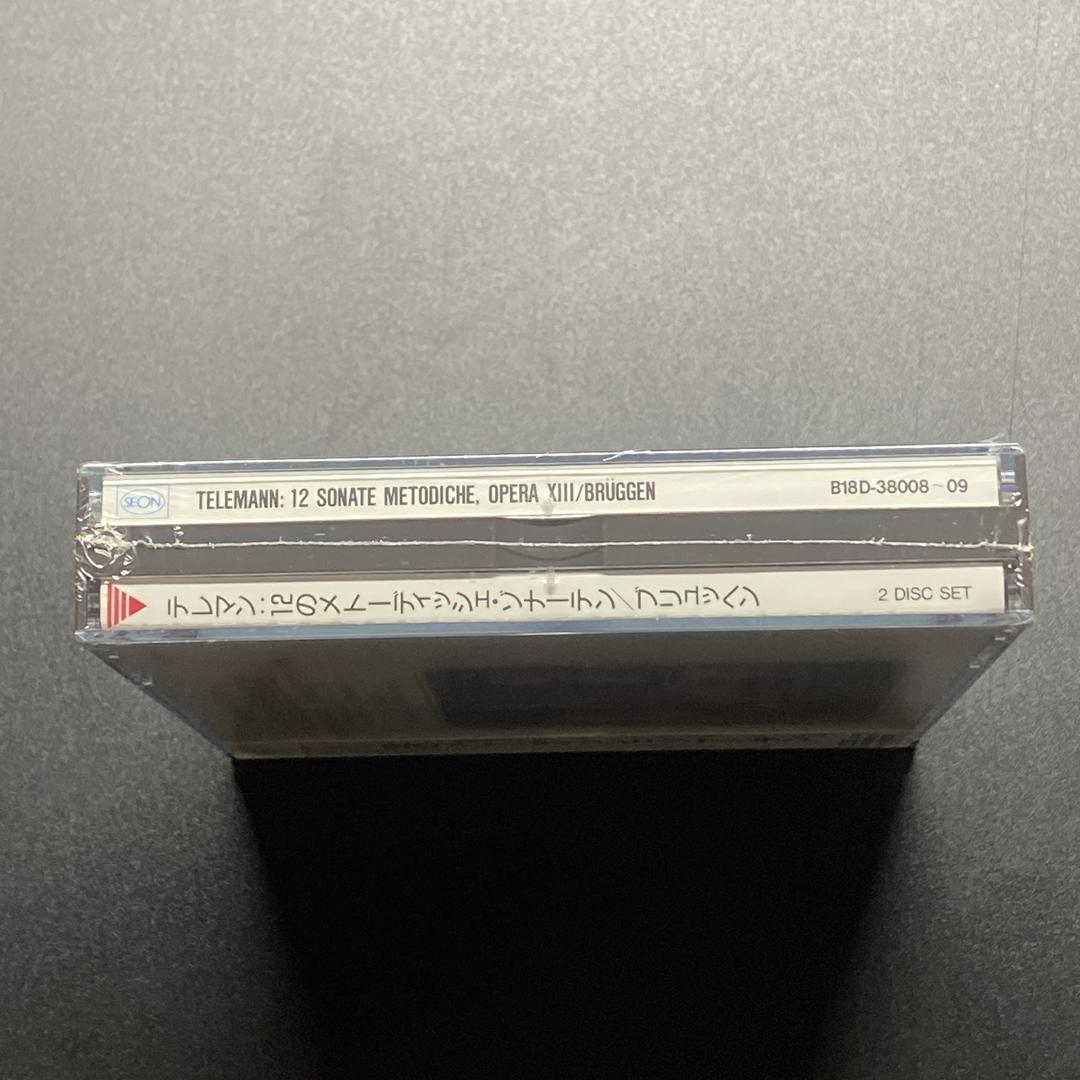 SEON
TELEMANN: 12 SONATE METODICHE, OPERA XIII/BRÜGGEN
B18D-38008~09
テレマン:12のメトーディッシェ・ゾナーテン/ブリュッヘン
2 DISC SET